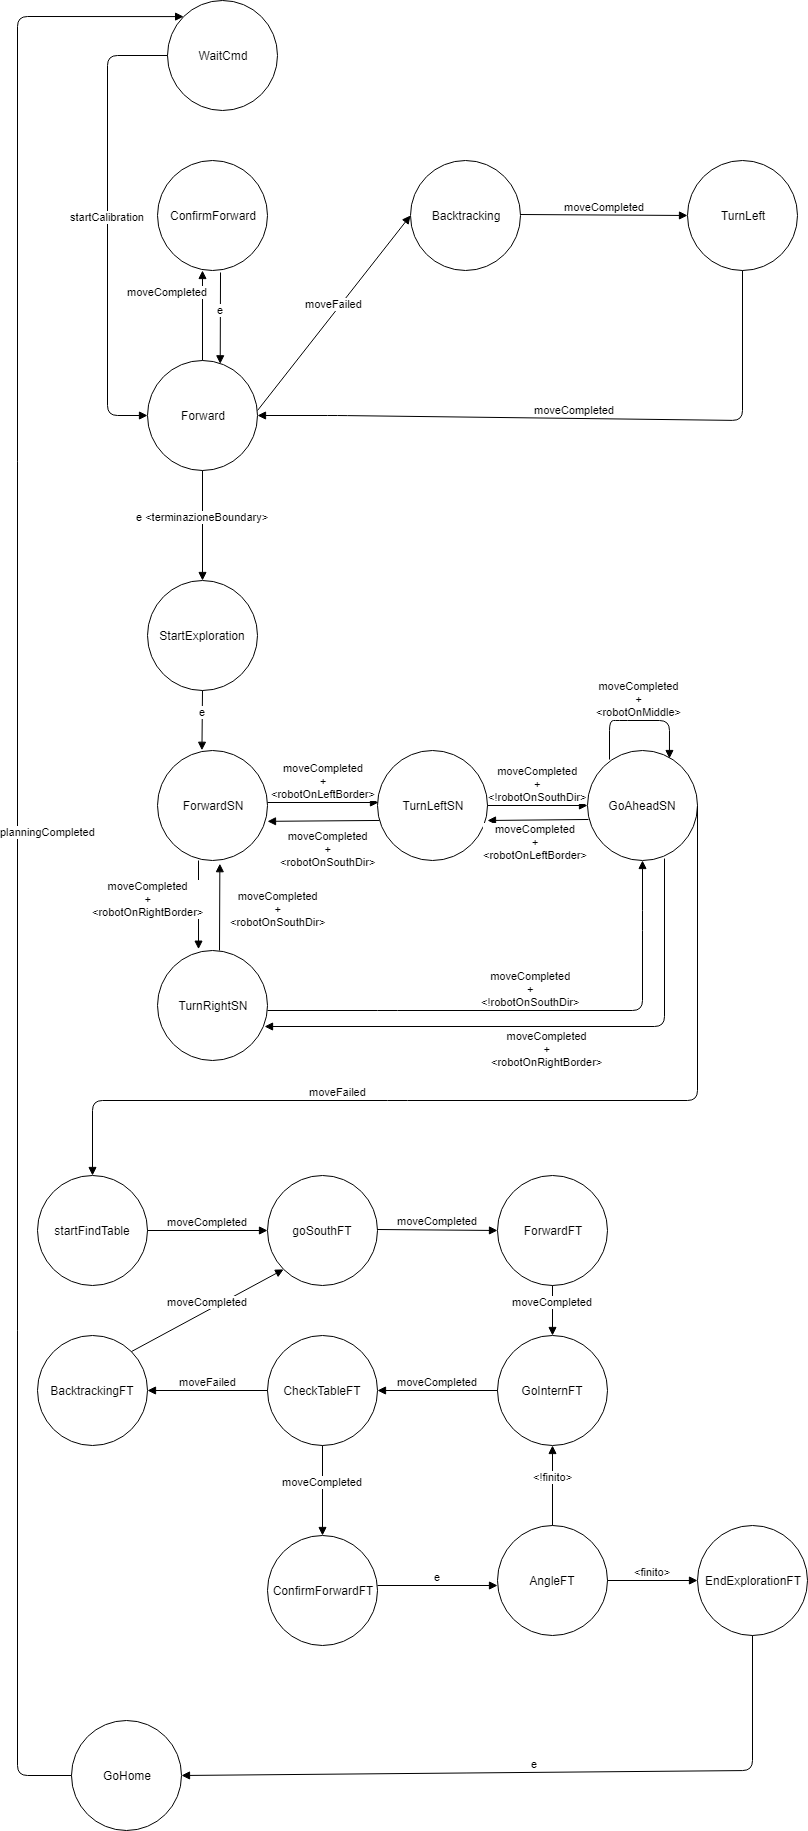 WaitCmd
ConfirmForward
Backtracking
moveCompleted
TurnLeft
startCalibration
moveCompleted
e
moveFailed
Forward
moveCompleted
e <terminazioneBoundary>
StartExploration
e
moveCompleted
+
<robotOnMiddle>
moveCompleted
+
<robotOnLeftBorder>
moveCompleted
+
<!robotOnSouthDir>
ForwardSN
TurnLeftSN
GoAheadSN
planningCompleted
moveCompleted
+
<robotOnSouthDir>
moveCompleted
+
<robotOnLeftBorder>
moveCompleted
+
<robotOnRightBorder>
moveCompleted
+
<robotOnSouthDir>
TurnRightSN
moveCompleted
+
<!robotOnSouthDir>
moveCompleted
+
<robotOnRightBorder>
moveFailed
startFindTable
moveCompleted
goSouthFT
moveCompleted
ForwardFT
moveCompleted
moveCompleted
BacktrackingFT
moveFailed
CheckTableFT
moveCompleted
GoInternFT
moveCompleted
<!finito>
ConfirmForwardFT
e
AngleFT
<finito>
EndExplorationFT
GoHome
e